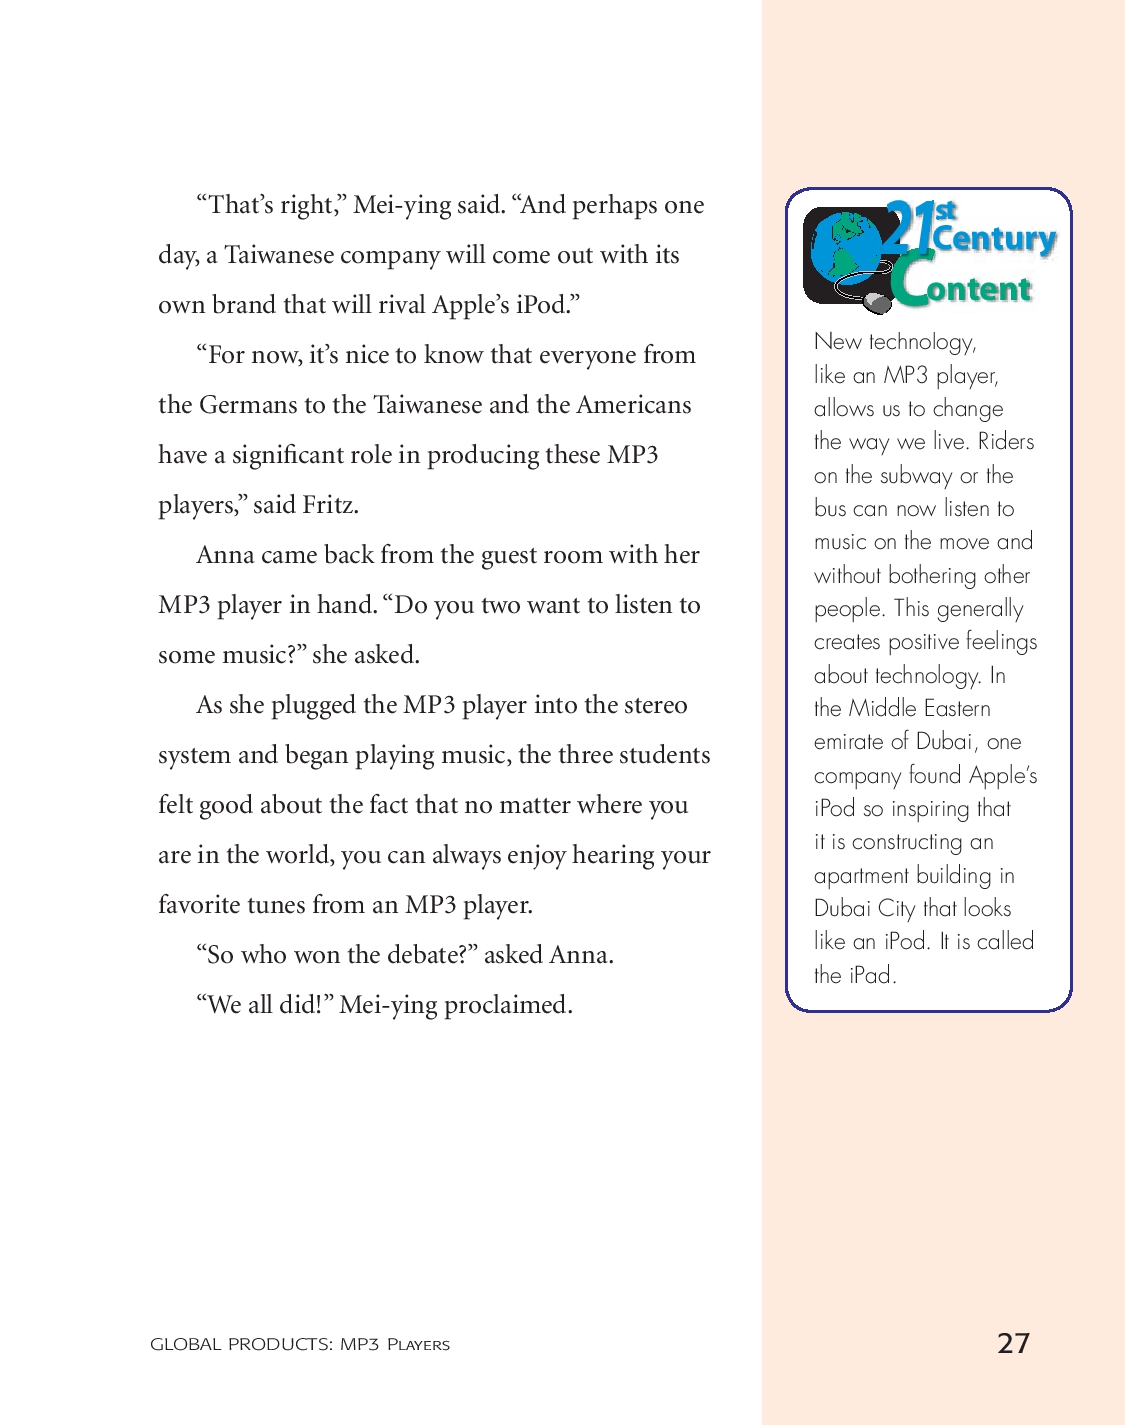 “That’s right,” Mei-ying said. “And perhaps one
day, a Taiwanese company will come out with its
own brand that will rival Apple’s iPod.”
“For now, it’s nice to know that everyone from
the Germans to the Taiwanese and the Americans
have a significant role in producing these MP3
players,” said Fritz.
Anna came back from the guest room with her
MP3 player in hand. “Do you two want to listen to
some music?” she asked.
As she plugged the MP3 player into the stereo
system and began playing music, the three students
felt good about the fact that no matter where you
are in the world, you can always enjoy hearing your
favorite tunes from an MP3 player.
“So who won the debate?” asked Anna.
“We all did!” Mei-ying proclaimed.
21st
Century
Content
New technology,
like an MP3 player,
allows us to change
the way we live. Riders
on the subway or the
bus can now listen to
music on the move and
without bothering other
people. This generally
creates positive feelings
about technology. In
the Middle Eastern
emirate of Dubai, one
company found Apple’s
iPod so inspiring that
it is constructing an
apartment building in
Dubai City that looks
like an iPod. It is called
the iPad.
GLOBAL PRODUCTS: MP3 Players
27